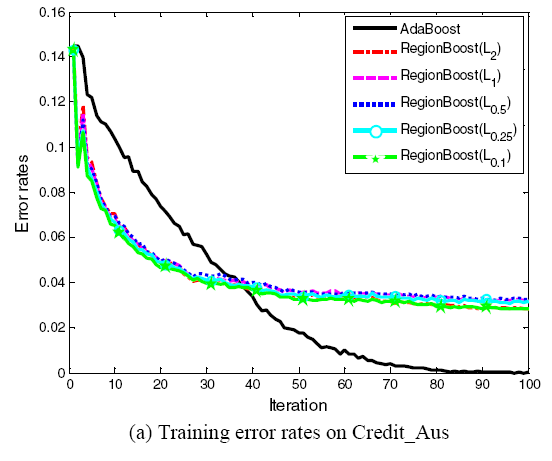 0.16
0.14
0.12
0.1
0.08
0.06
0.04
0.02
0
Error rates
AdaBoost
RegionBoost(L2)
RegionBoost(L1)
RegionBoost(L0.5)
RegionBoost(L0.25)
RegionBoost(L0.1)
0 10 20 30 40 50 60 70 80 90 100
Iteration
(a) Training error rates on Credit_Aus